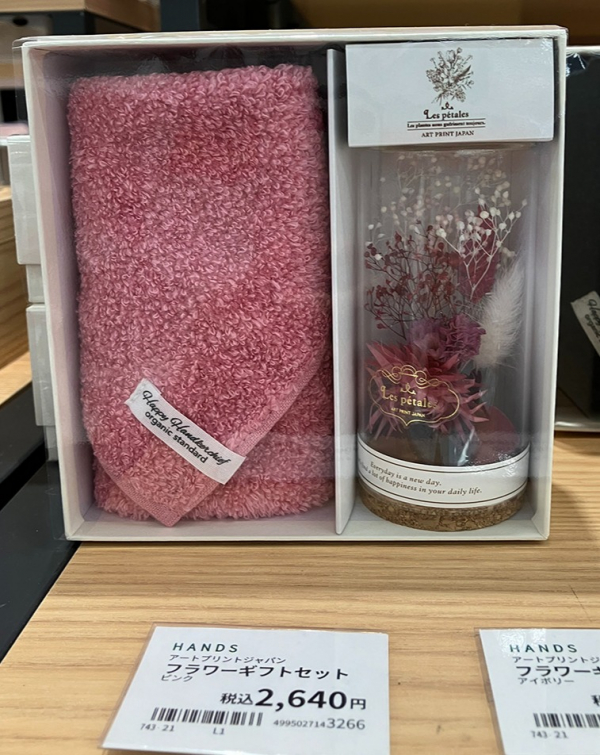 Les pétales
Les plantes nous guérissent toujours.
ART PRINT JAPAN
Happy Handkerchief
organic standard
Les pétales
ART PRINT JAPAN
Everyday is a new day.
a lot of happiness in your daily life.
HANDS
アートプリントジャパン
フラワーギフトセット
ピンク
税込2,640円
4995027143266
743-21 L1
HANDS
アートプリントジ
フラワーギ
アイボリー
743-21